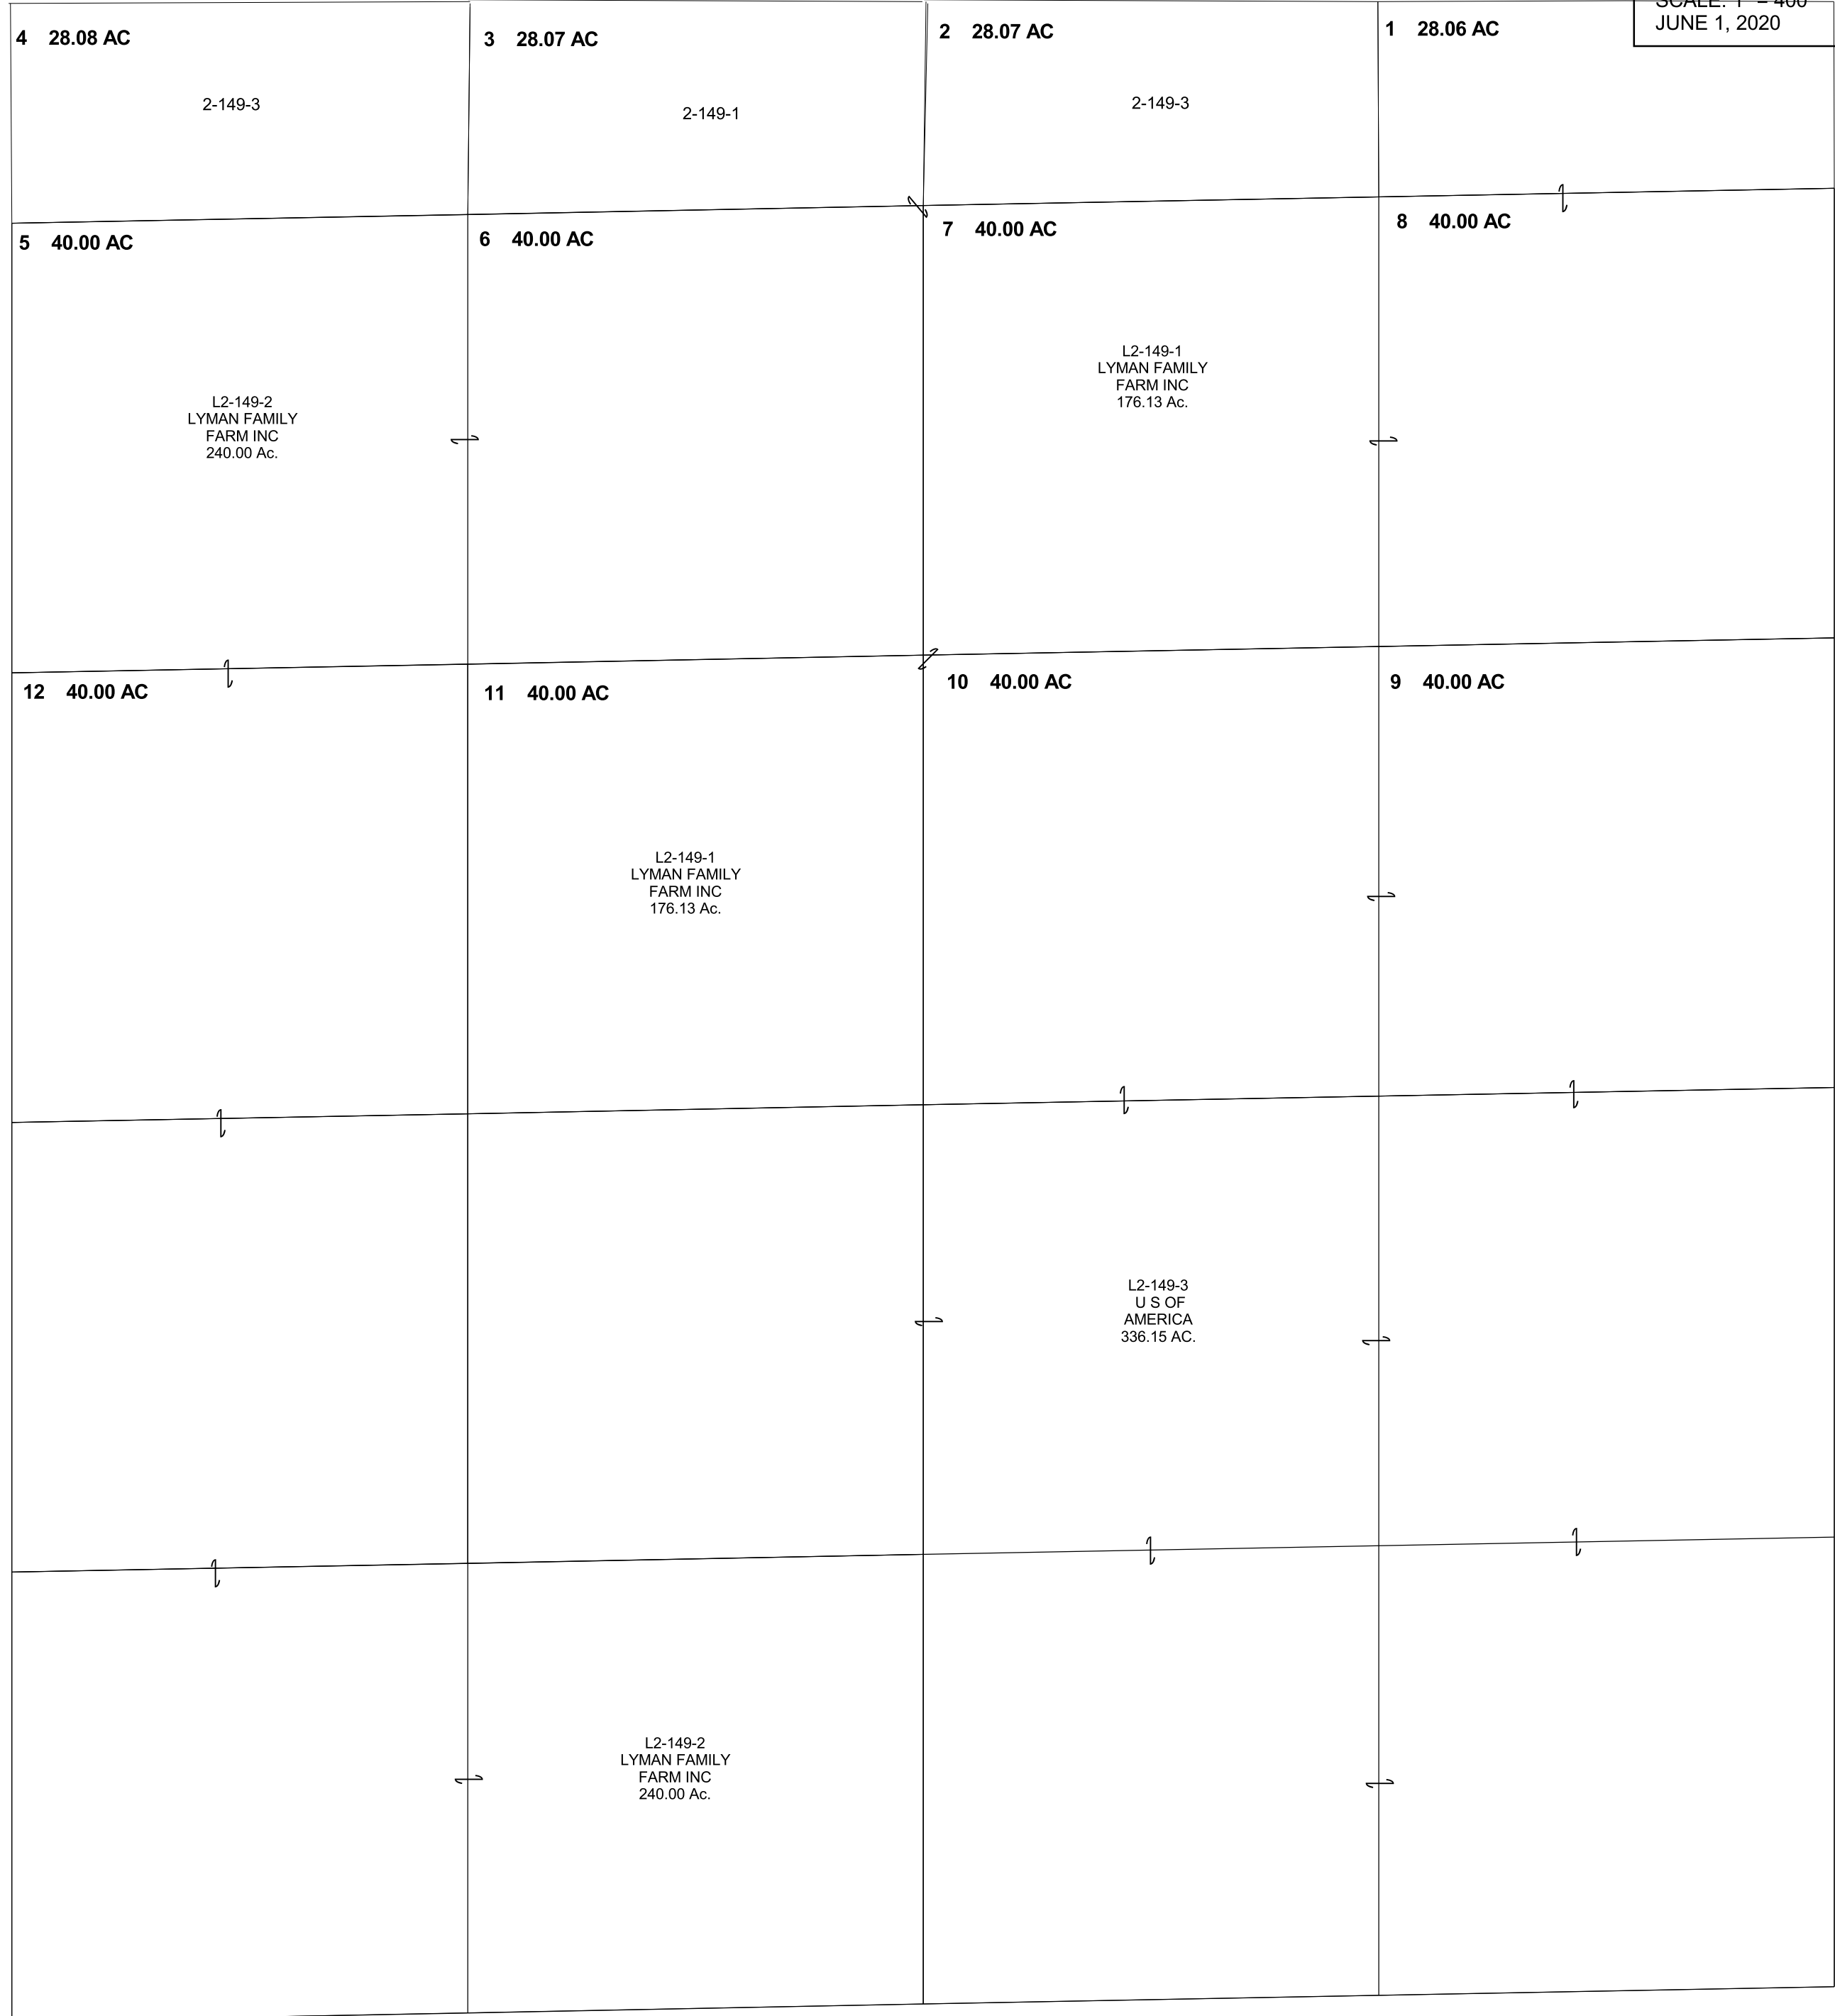 4 28.08 AC
3 28.07 AC
2 28.07 AC
1 28.06 AC
SCALE: 1" = 400'
JUNE 1, 2020
2-149-3
2-149-1
2-149-3
5 40.00 AC
6 40.00 AC
7 40.00 AC
8 40.00 AC
L2-149-2
LYMAN FAMILY
FARM INC
240.00 Ac.
L2-149-1
LYMAN FAMILY
FARM INC
176.13 Ac.
12 40.00 AC
11 40.00 AC
10 40.00 AC
9 40.00 AC
L2-149-1
LYMAN FAMILY
FARM INC
176.13 Ac.
L2-149-3
U S OF
AMERICA
336.15 AC.
L2-149-2
LYMAN FAMILY
FARM INC
240.00 Ac.